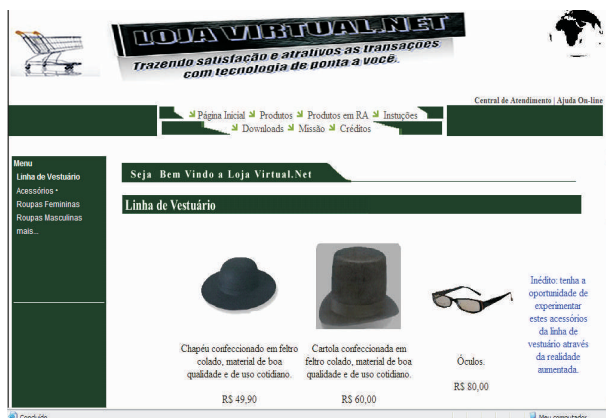 LOJA VIRTUAL.NET
Trazendo satisfação e atrativos as transações
com tecnologia de ponta a você.
Central de Atendimento | Ajuda On-line
Página Inicial Produtos Produtos em RA Instuções
Downloads Missão Créditos
Menu
Linha de Vestuário
Acessórios
Roupas Femininas
Roupas Masculinas
mais...
Seja Bem Vindo a Loja Virtual.Net
Linha de Vestuário
Chapéu confeccionado em feltro
colado, material de boa
qualidade e de uso cotidiano.
R$ 49,90
Cartola confeccionada em
feltro colado, material de boa
qualidade e de uso cotidiano.
R$ 60,00
Óculos.
R$ 80,00
Inédito: tenha a
oportunidade de
experimentar
estes acessórios
da linha de
vestuário através
da realidade
aumentada.
Concluído
Meu computador